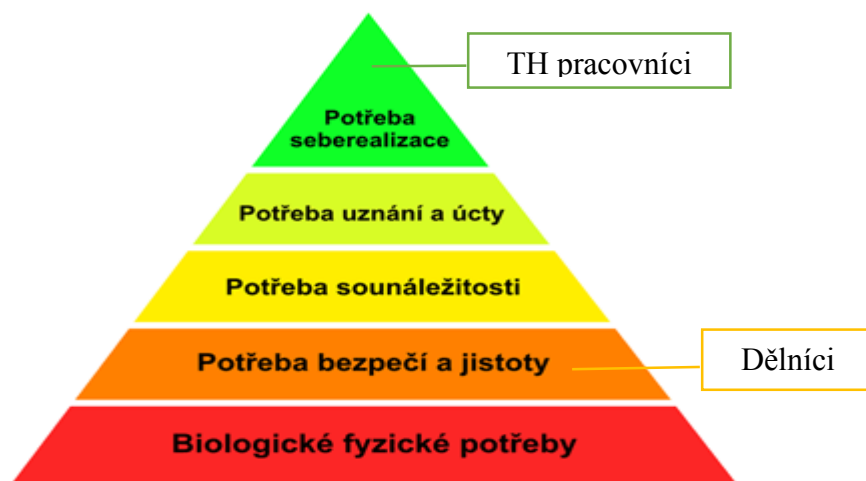 TH pracovníci
Potřeba
seberealizace
Potřeba uznání a úcty
Potřeba sounáležitosti
Potřeba bezpečí a jistoty
Dělníci
Biologické fyzické potřeby